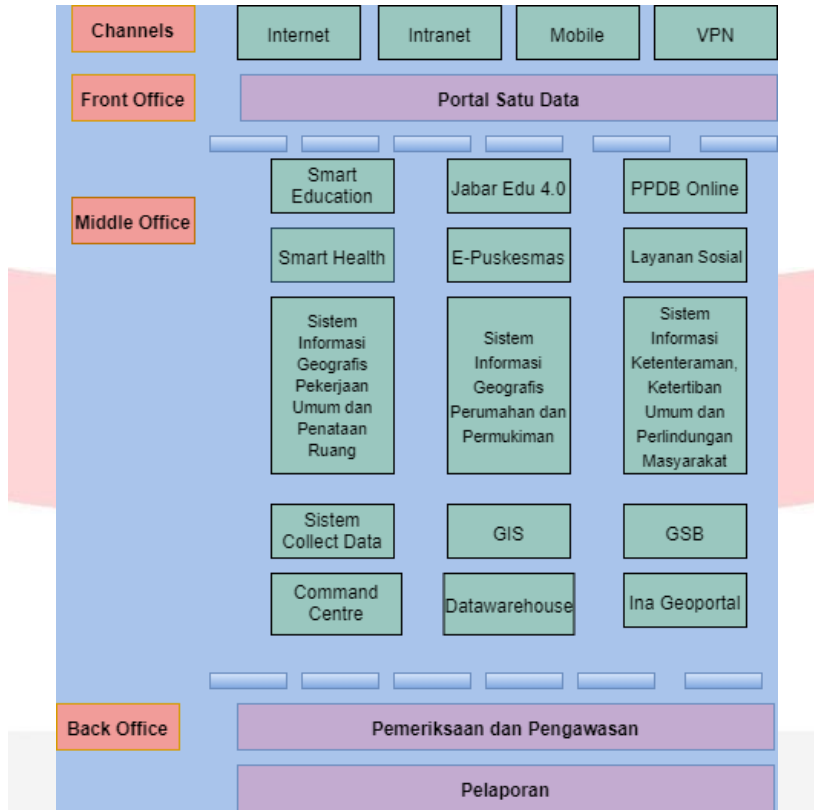 Channels
Internet
Intranet
Mobile
VPN
Front Office
Portal Satu Data
Middle Office
Smart
Education
Jabar Edu 4.0
PPDB Online
Smart Health
E-Puskesmas
Layanan Sosial
Sistem
Informasi
Geografis
Pekerjaan
Umum dan
Penataan
Ruang
Sistem
Informasi
Geografis
Perumahan dan
Permukiman
Sistem
Informasi
Ketenteraman,
Ketertiban
Umum dan
Perlindungan
Masyarakat
Sistem
Collect Data
GIS
GSB
Command
Centre
Datawarehouse
Ina Geoportal
Back Office
Pemeriksaan dan Pengawasan
Pelaporan